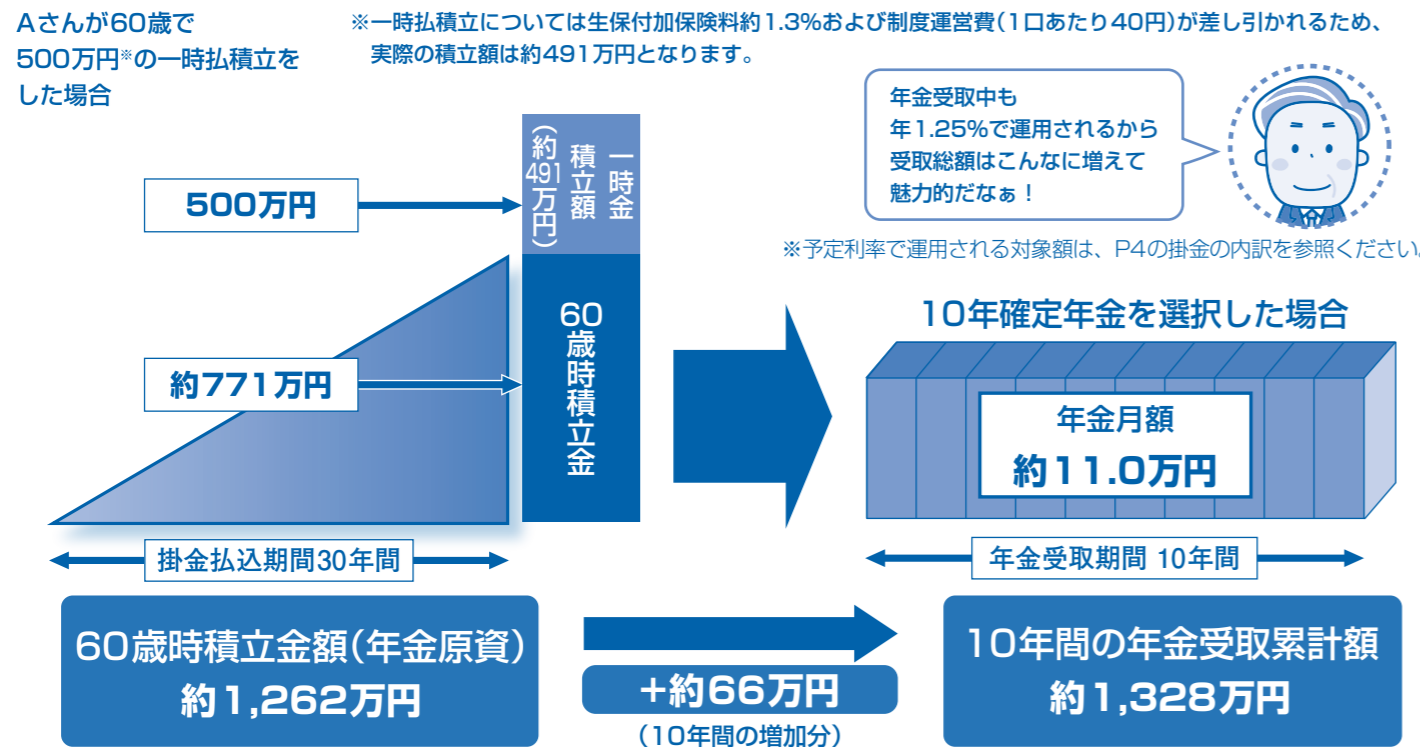 Aさんが60歳で
500万円※の一時払積立を
した場合
※一時払積立については生保付加保険料約1.3%および制度運営費(1口あたり40円)が差し引かれるため、
実際の積立額は約491万円となります。
年金受取中も
年1.25%で運用されるから
受取総額はこんなに増えて
魅力的だなぁ！
※予定利率で運用される対象額は、P4の掛金の内訳を参照ください。
500万円
一時金
積立額
(約491万円)
約771万円
60歳時積立金
10年確定年金を選択した場合
年金月額
約11.0万円
掛金払込期間30年間
年金受取期間 10年間
60歳時積立金額(年金原資)
約1,262万円
+約66万円
(10年間の増加分)
10年間の年金受取累計額
約1,328万円